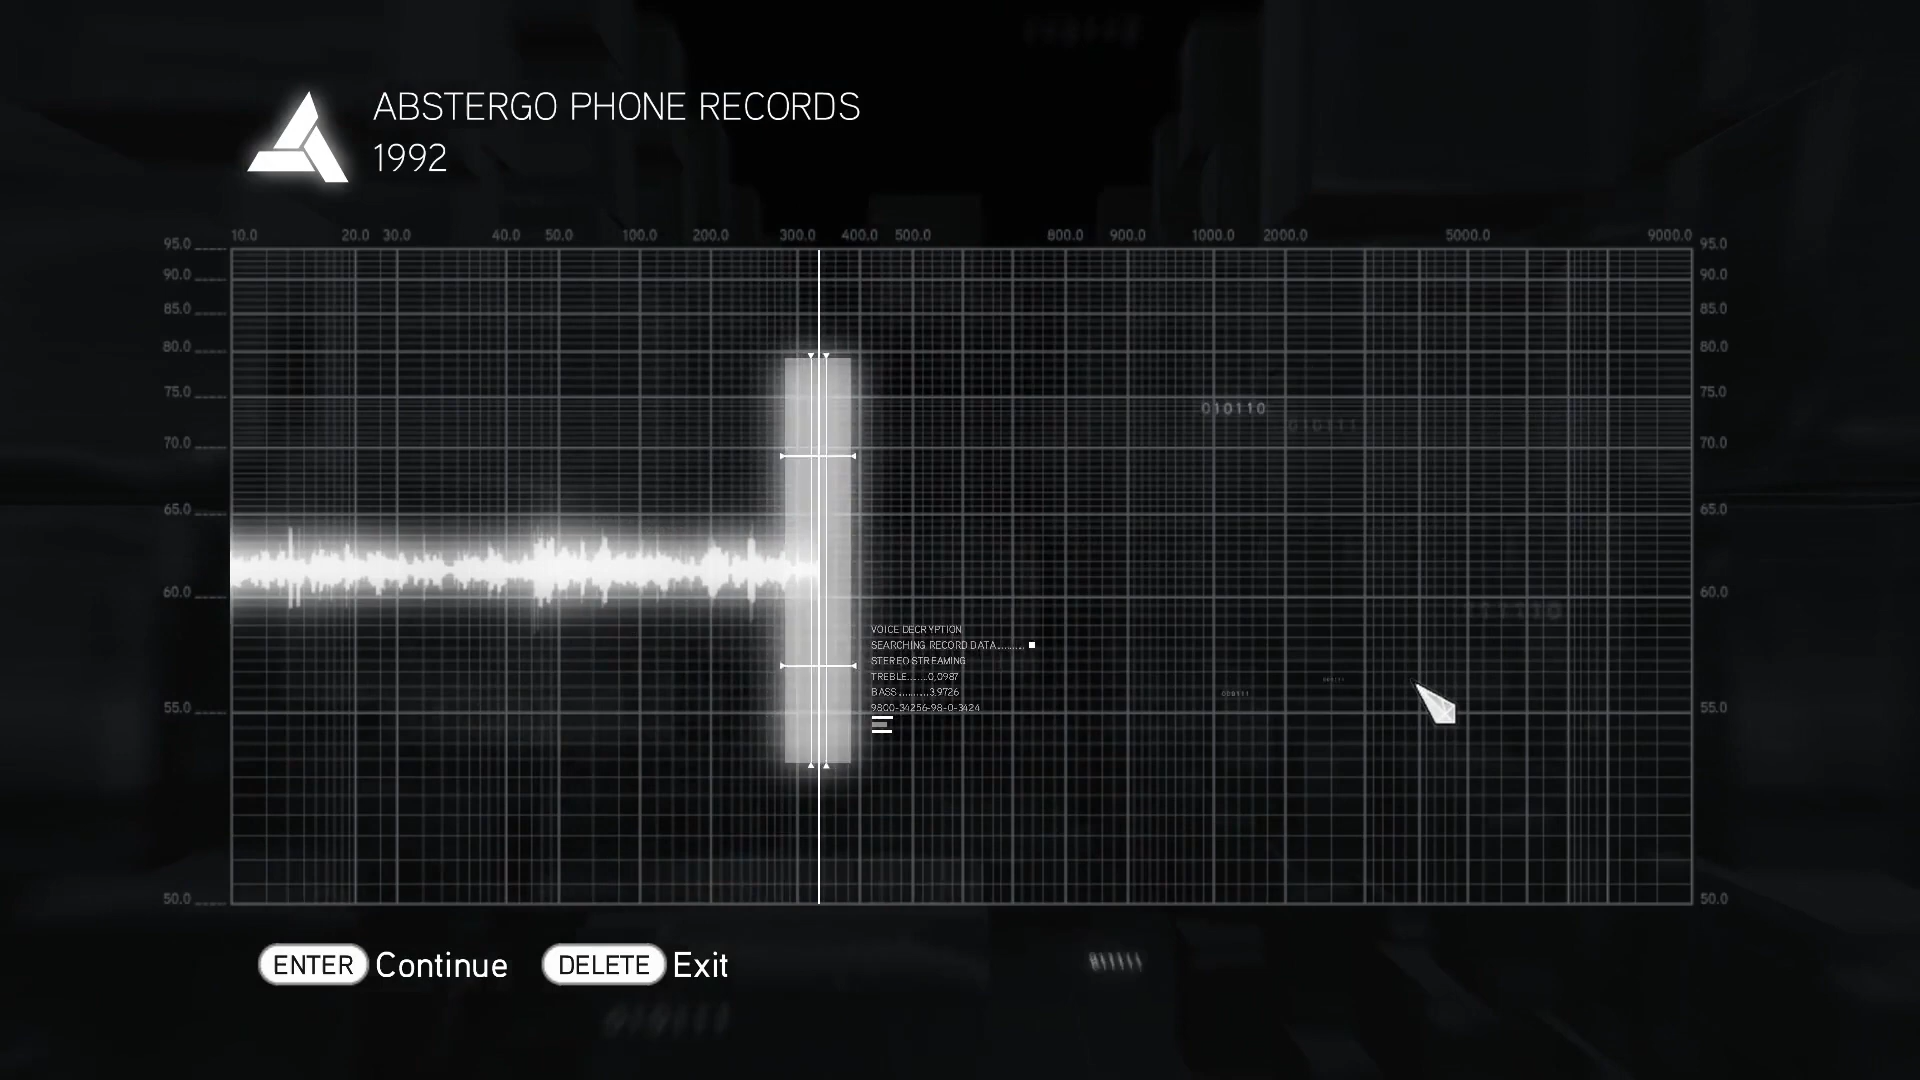 ABSTERGO PHONE RECORDS
1992
10.0 20.0 30.0 40.0 50.0 100.0 200.0 300.0 400.0 500.0 800.0 900.0 1000.0 2000.0 5000.0 9000.0
95.0 95.0
90.0 90.0
85.0 85.0
80.0 80.0
75.0 75.0
010110
010111
70.0 70.0
65.0 65.0
60.0 60.0
VOICE DECRYPTION
SEARCHING RECORD DATA.........
STEREO STREAMING
TREBLE.......0,0987
BASS..........3,9726
9800-34256-98-0-3424
55.0 55.0
50.0 50.0
ENTER Continue DELETE Exit